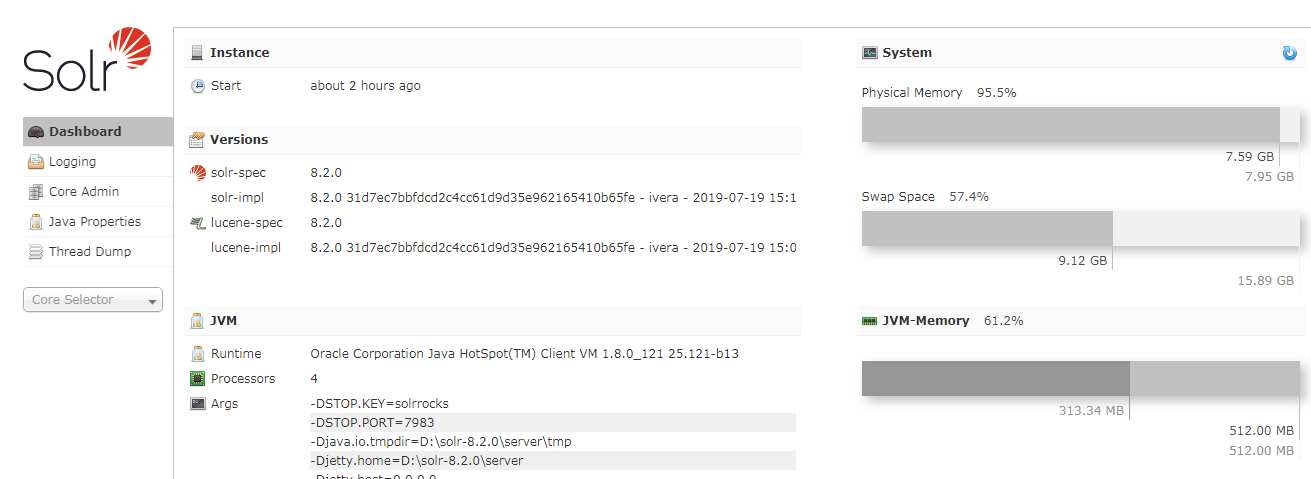 Solr
Dashboard
Logging
Core Admin
Java Properties
Thread Dump
Core Selector
Instance
Start about 2 hours ago
Versions
solr-spec 8.2.0
solr-impl 8.2.0 31d7ec7bbfdcd2c4cc61d9d35e962165410b65fe - ivera - 2019-07-19 15:1
lucene-spec 8.2.0
lucene-impl 8.2.0 31d7ec7bbfdcd2c4cc61d9d35e962165410b65fe - ivera - 2019-07-19 15:0
JVM
Runtime Oracle Corporation Java HotSpot(TM) Client VM 1.8.0_121 25.121-b13
Processors 4
Args -DSTOP.KEY=solrrocks
-DSTOP.PORT=7983
-Djava.io.tmpdir=D:\solr-8.2.0\server\tmp
-Djetty.home=D:\solr-8.2.0\server
-Djetty.host=0.0.0.0
System
Physical Memory 95.5%
7.59 GB
7.95 GB
Swap Space 57.4%
9.12 GB
15.89 GB
JVM-Memory 61.2%
313.34 MB
512.00 MB
512.00 MB